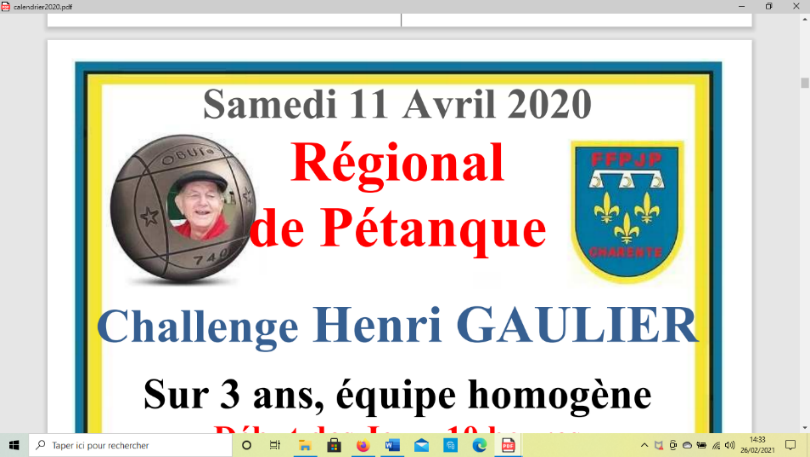 calendrier2020.pdf
Samedi 11 Avril 2020
Régional
de Pétanque
OBUT
740
FFPJP
CHARENTE
Challenge Henri GAULIER
Sur 3 ans, équipe homogène
Taper ici pour rechercher
14:33
26/02/2021